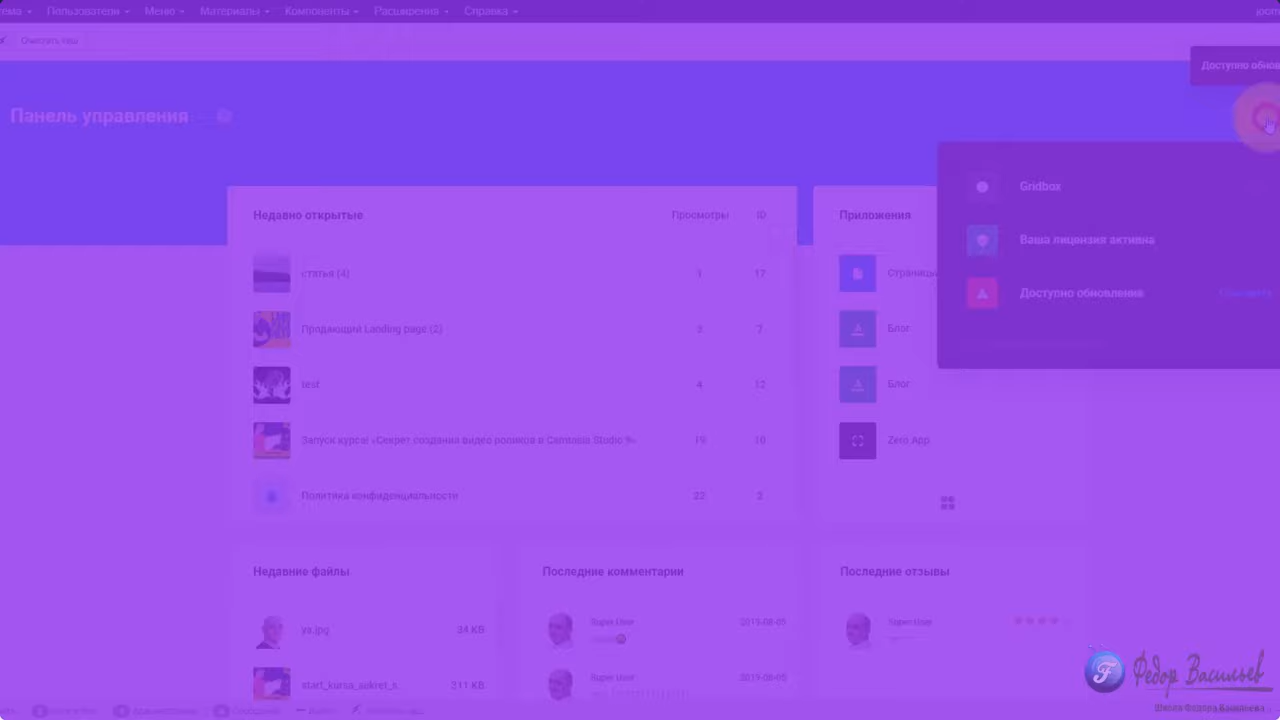 Пользователи Меню Материалы Компоненты Расширения Справка
Очистить кэш
Доступно обнов
Панель управления
Gridbox
Ваша лицензия активна
Доступно обновления
Недавно открытые Просмотры ID
статья (4) 1 17
Продающий Landing page (2) 3 7
test 4 12
Запуск курса! «Секрет создания видео роликов в Camtasia Studio 9» 19 10
Политика конфиденциальности 22 2
Приложения
Страницы
Блог
Блог
Zero App
Недавние файлы
ya.jpg 34 KB
start_kursa_sekret_s. 211 KB
Последние комментарии
Super User 2019-08-05
Super User 2019-08-05
Последние отзывы
Super User
Федор Васильев
Школа Федора Васильева